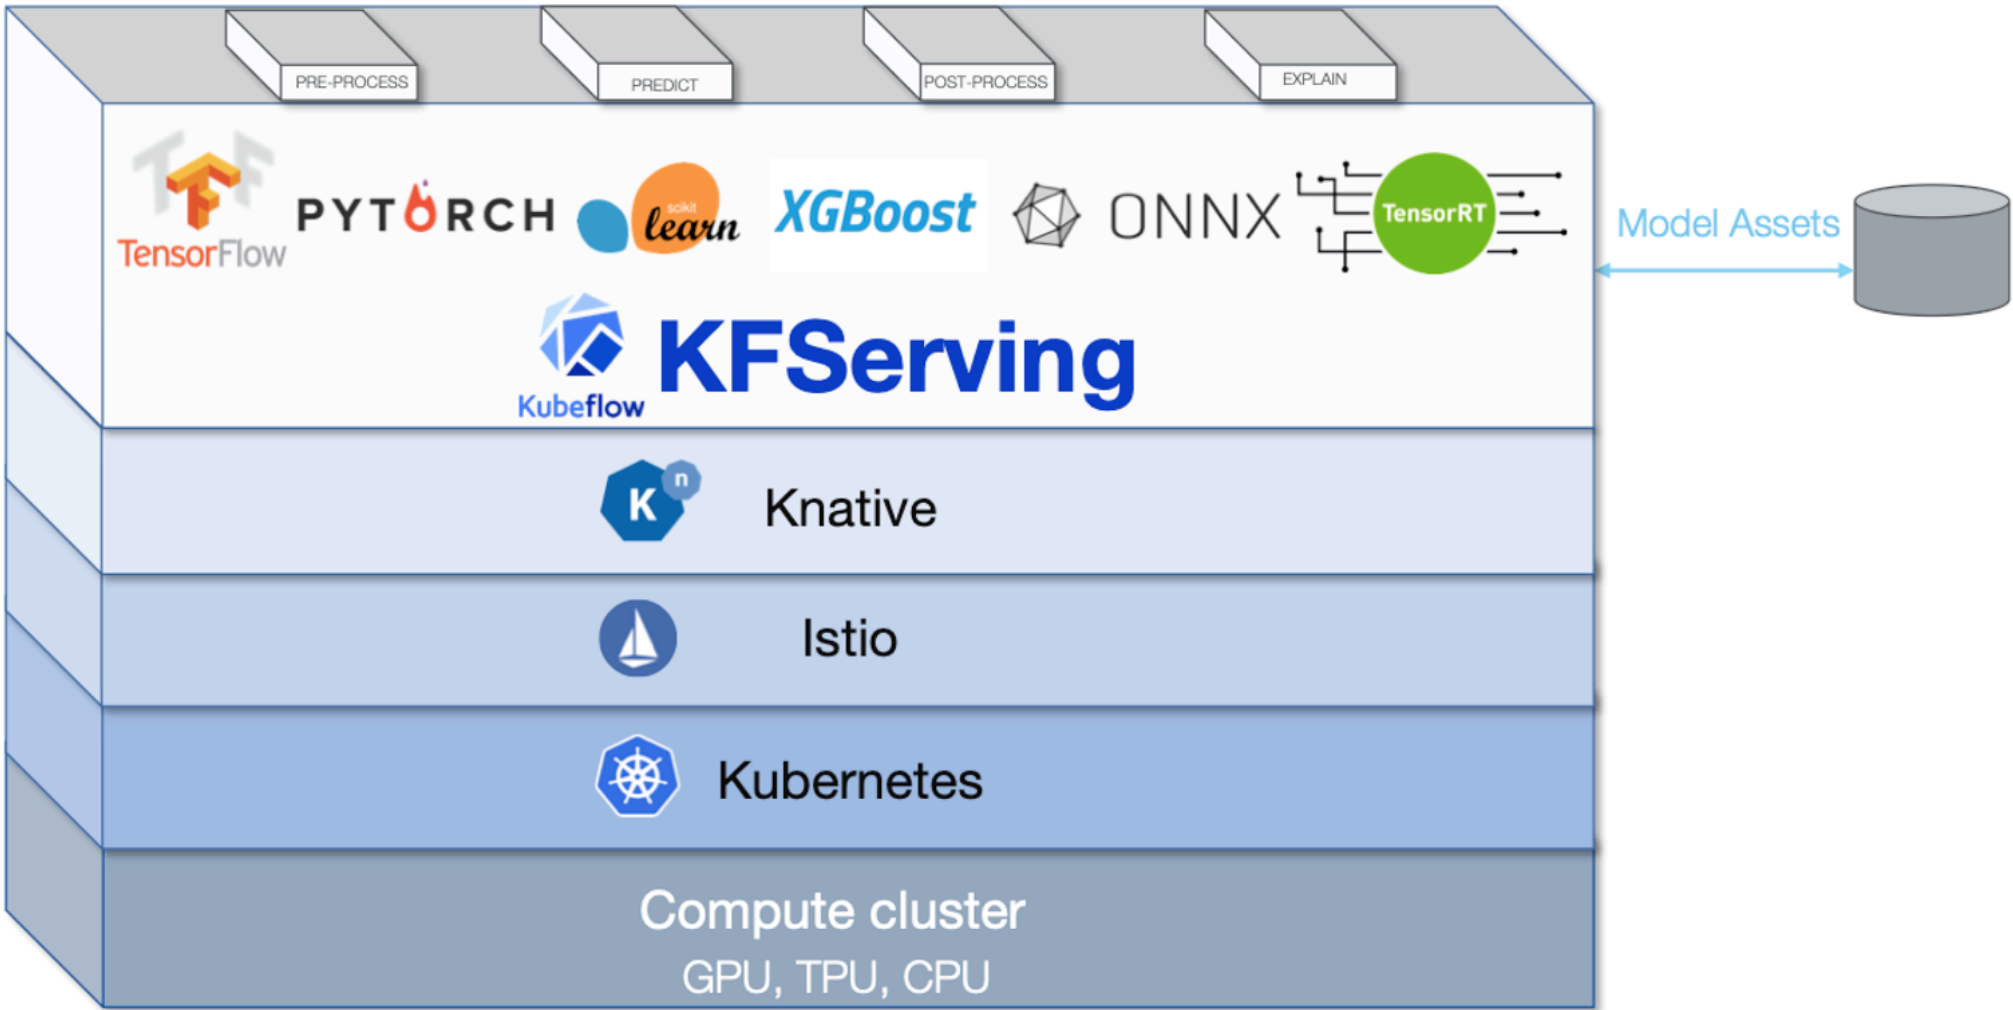 PRE-PROCESS
PREDICT
POST-PROCESS
EXPLAIN
TensorFlow
PYTORCH
scikit
learn
XGBoost
ONNX
TensorRT
Model Assets
Kubeflow
KFServing
K n
Knative
Istio
Kubernetes
Compute cluster
GPU, TPU, CPU